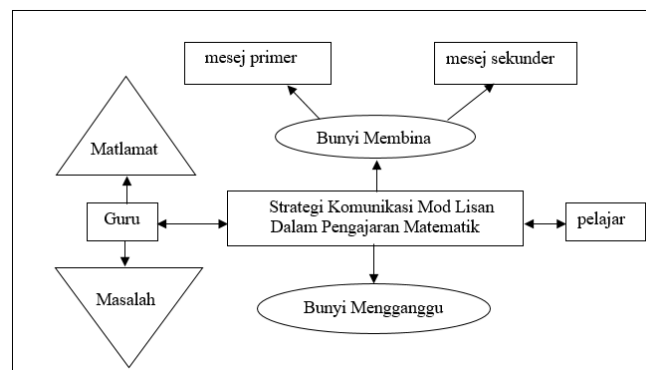 mesej primer
mesej sekunder
Bunyi Membina
Matlamat
Guru
Strategi Komunikasi Mod Lisan
Dalam Pengajaran Matematik
pelajar
Masalah
Bunyi Mengganggu